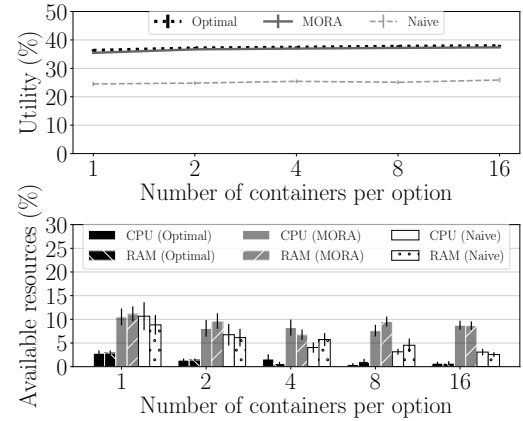 Optimal MORA Naive
50
40
30
20
10
0
Utility (%)
1 2 4 8 16
Number of containers per option
CPU (Optimal) CPU (MORA) CPU (Naive)
RAM (Optimal) RAM (MORA) RAM (Naive)
30
25
20
15
10
5
0
Available resources (%)
1 2 4 8 16
Number of containers per option